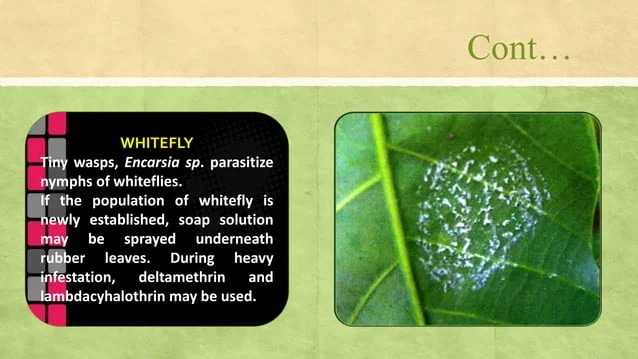 Cont…
WHITEFLY
Tiny wasps, Encarsia sp. parasitize
nymphs of whiteflies.
If the population of whitefly is
newly established, soap solution
may be sprayed underneath
rubber leaves. During heavy
infestation, deltamethrin and
lambdacyhalothrin may be used.